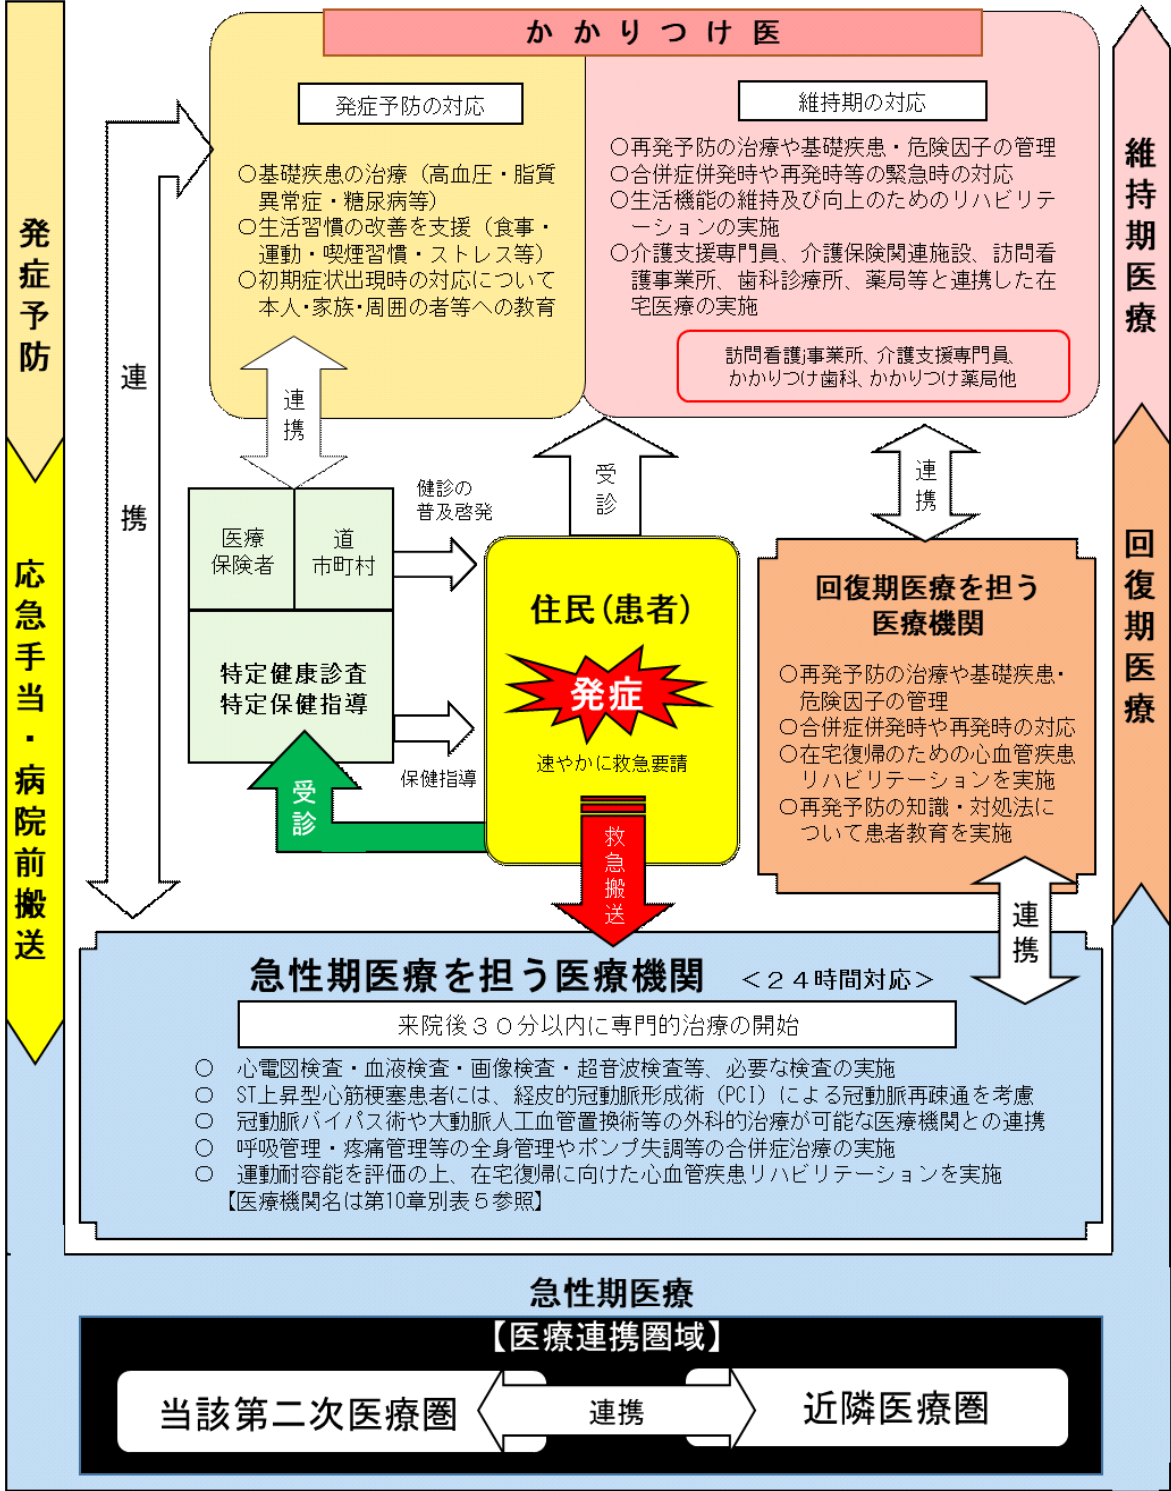 かかりつけ医
発症予防の対応
○基礎疾患の治療（高血圧・脂質
異常症・糖尿病等）
○生活習慣の改善を支援（食事・
運動・喫煙習慣・ストレス等）
○初期症状出現時の対応について
本人・家族・周囲の者等への教育
維持期の対応
○再発予防の治療や基礎疾患・危険因子の管理
○合併症併発時や再発時等の緊急時の対応
○生活機能の維持及び向上のためのリハビリテ
ーションの実施
○介護支援専門員、介護保険関連施設、訪問看
護事業所、歯科診療所、薬局等と連携した在
宅医療の実施
訪問看護j事業所、介護支援専門員、
かかりつけ歯科、かかりつけ薬局他
発症予防
応急手当・病院前搬送
維持期医療
回復期医療
連携
連携
受診
連携
医療
保険者
道
市町村
健診の
普及啓発
特定健康診査
特定保健指導
保健指導
受診
住民(患者)
発症
速やかに救急要請
救急搬送
回復期医療を担う
医療機関
○再発予防の治療や基礎疾患・
危険因子の管理
○合併症併発時や再発時の対応
○在宅復帰のための心血管疾患
リハビリテーションを実施
○再発予防の知識・対処法に
ついて患者教育を実施
連携
急性期医療を担う医療機関 ＜２４時間対応＞
来院後３０分以内に専門的治療の開始
○ 心電図検査・血液検査・画像検査・超音波検査等、必要な検査の実施
○ ST上昇型心筋梗塞患者には、経皮的冠動脈形成術（PCI）による冠動脈再疎通を考慮
○ 冠動脈バイパス術や大動脈人工血管置換術等の外科的治療が可能な医療機関との連携
○ 呼吸管理・疼痛管理等の全身管理やポンプ失調等の合併症治療の実施
○ 運動耐容能を評価の上、在宅復帰に向けた心血管疾患リハビリテーションを実施
【医療機関名は第10章別表５参照】
急性期医療
【医療連携圏域】
当該第二次医療圏
連携
近隣医療圏